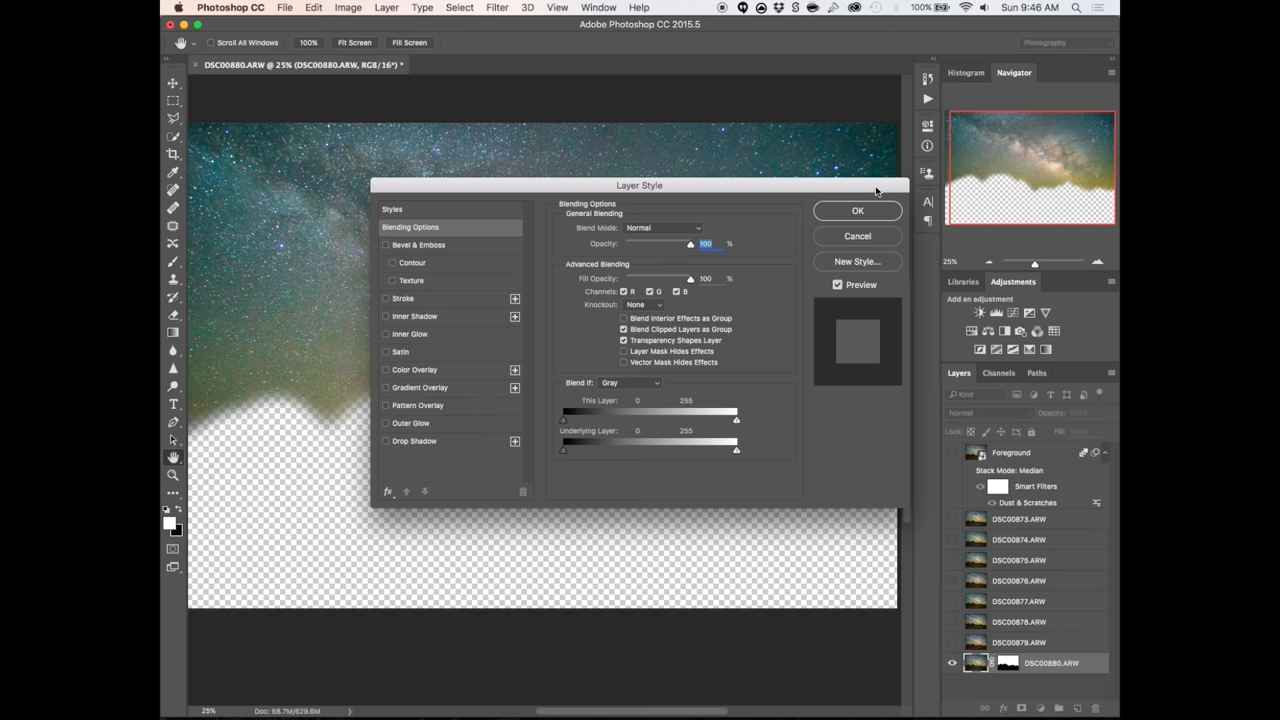 Photoshop CC File Edit Image Layer Type Select Filter 3D View Window Help 100% Sun 9:46 AM
Adobe Photoshop CC 2015.5
Scroll All Windows 100% Fit Screen Fill Screen Photography
DSC00880.ARW @ 25% (DSC00880.ARW, RGB/16*) *
Histogram Navigator
25%
Libraries Adjustments
Add an adjustment
Layers Channels Paths
Kind
Normal Opacity: 100%
Lock: Fill:
Foreground
Stack Mode: Median
Smart Filters
Dust & Scratches
DSC00873.ARW
DSC00874.ARW
DSC00875.ARW
DSC00876.ARW
DSC00877.ARW
DSC00878.ARW
DSC00879.ARW
DSC00880.ARW
Layer Style
Styles
Blending Options
Bevel & Emboss
Contour
Texture
Stroke
Inner Shadow
Inner Glow
Satin
Color Overlay
Gradient Overlay
Pattern Overlay
Outer Glow
Drop Shadow
fx
Blending Options
General Blending
Blend Mode: Normal
Opacity: 100 %
Advanced Blending
Fill Opacity: 100 %
Channels: R G B
Knockout: None
Blend Interior Effects as Group
Blend Clipped Layers as Group
Transparency Shapes Layer
Layer Mask Hides Effects
Vector Mask Hides Effects
Blend If: Gray
This Layer: 0 255
Underlying Layer: 0 255
OK
Cancel
New Style...
Preview
25% Doc: 68.7M/629.6M
fx